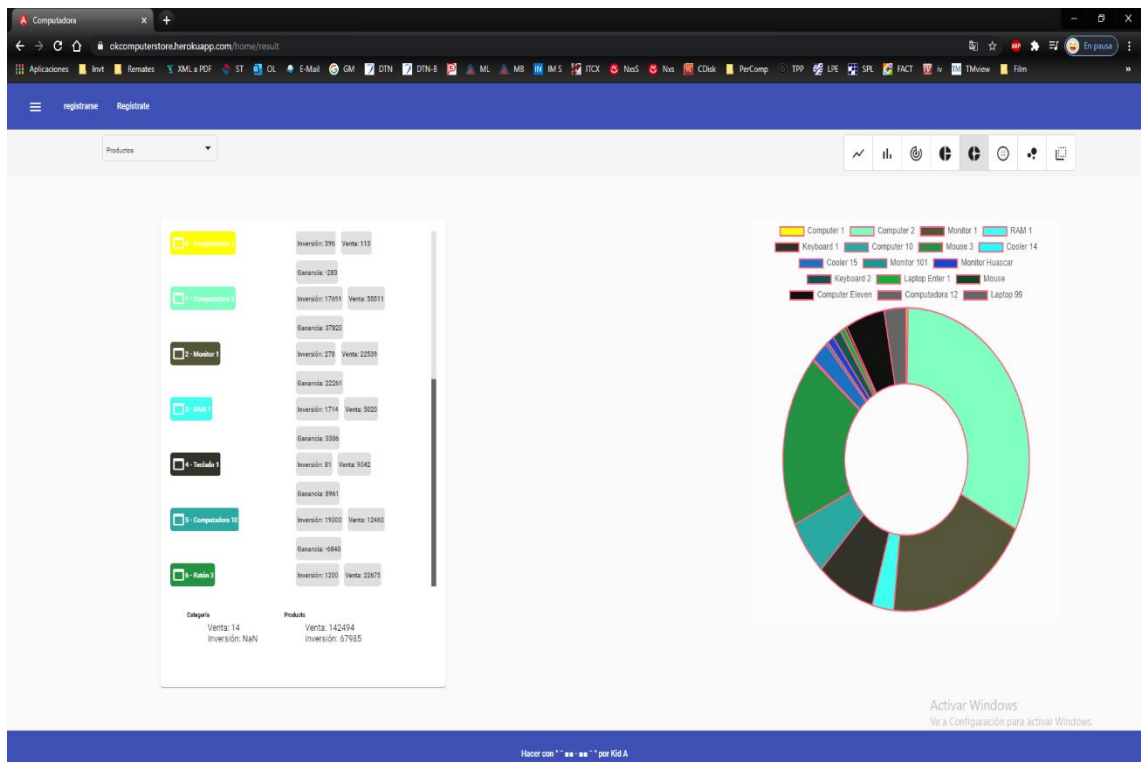 Computadora
okcomputerstore.herokuapp.com/home/result
En pausa
Aplicaciones Invt Remates XML a PDF ST OL E-Mail GM DTN DTN-B ML MB IM S ITCX NxsS Nxs CDisk PerComp TPP LPE SPL FACT iv TMview Film »
registrarse Regístrate
Productos
Inversión: 396 Venta: 113
Ganancia: -283
1 - Computadora 2 Inversión: 17691 Venta: 55511
Ganancia: 37820
2 - Monitor 1 Inversión: 278 Venta: 22539
Ganancia: 22261
3 - RAM 1 Inversión: 1714 Venta: 5020
Ganancia: 3306
4 - Teclado 1 Inversión: 81 Venta: 9042
Ganancia: 8961
5 - Computadora 10 Inversión: 19300 Venta: 12460
Ganancia: -6840
6 - Ratón 3 Inversión: 1200 Venta: 22675
Categoría Producto
Venta: 14 Venta: 142494
Inversión: NaN Inversión: 67985
Computer 1 Computer 2 Monitor 1 RAM 1
Keyboard 1 Computer 10 Mouse 3 Cooler 14
Cooler 15 Monitor 101 Monitor Huascar
Keyboard 2 Laptop Enter 1 Mouse
Computer Eleven Computadora 12 Laptop 99
Activar Windows
Ve a Configuración para activar Windows.
por Kid A